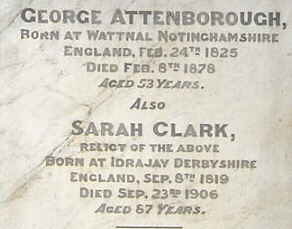 GEORGE ATTENBOROUGH,
BORN AT WATTNAL NOTINGHAMSHIRE
ENGLAND, FEB. 24TH 1825
DIED FEB. 8TH 1878
AGED 53 YEARS.
ALSO
SARAH CLARK,
RELICT OF THE ABOVE
BORN AT IDRAJAY DERBYSHIRE
ENGLAND, SEP. 8TH 1819
DIED SEP. 23RD 1906
AGED 87 YEARS.